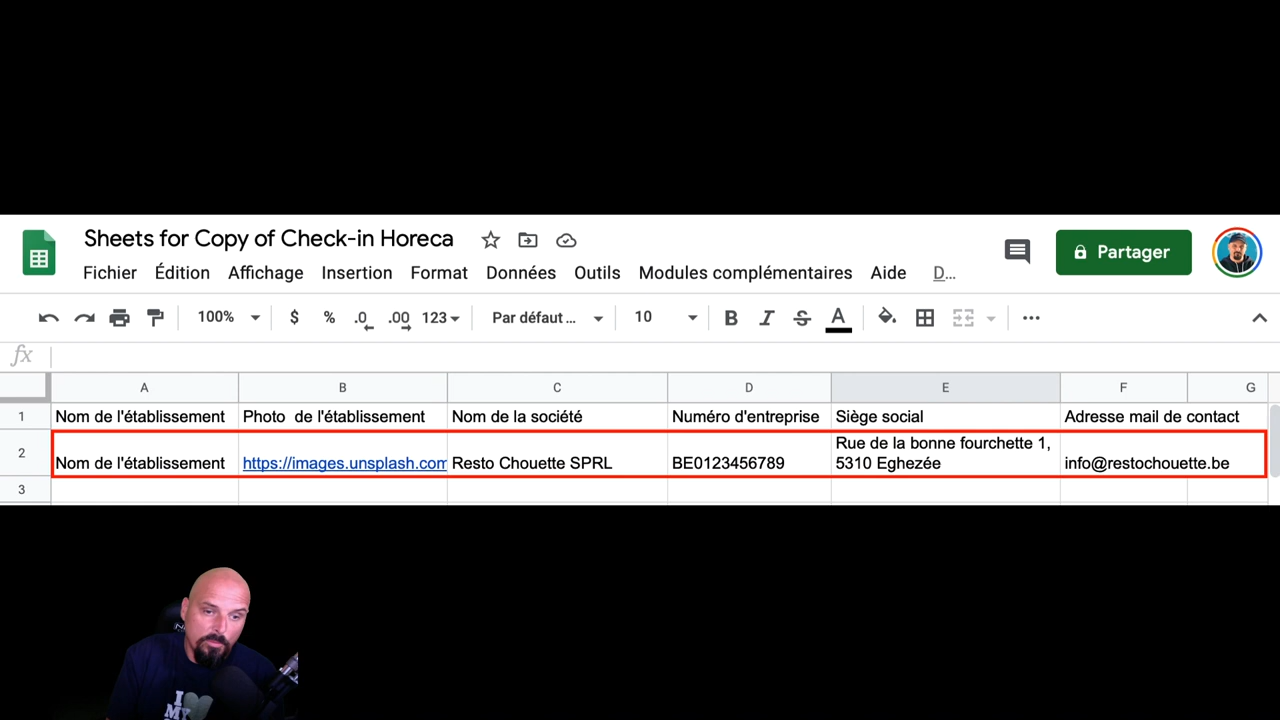 Sheets for Copy of Check-in Horeca
Fichier Édition Affichage Insertion Format Données Outils Modules complémentaires Aide D...
Partager
100% $ % .0 .00 123 Par défaut ... 10 B I S A
fx
A B C D E F G
1 Nom de l'établissement Photo de l'établissement Nom de la société Numéro d'entreprise Siège social Adresse mail de contact
Rue de la bonne fourchette 1,
2 Nom de l'établissement https://images.unsplash.com Resto Chouette SPRL BE0123456789 5310 Eghezée info@restochouette.be
3
I
MY